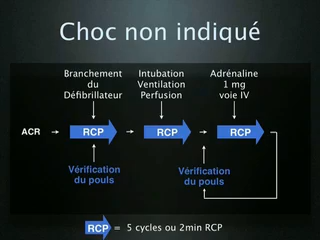 Choc non indiqué
Branchement
du
Défibrillateur
Intubation
Ventilation
Perfusion
Adrénaline
1 mg
voie IV
ACR
RCP
RCP
RCP
Vérification
du pouls
Vérification
du pouls
RCP = 5 cycles ou 2min RCP